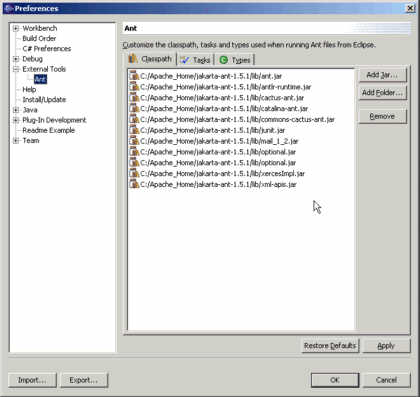 Preferences
Workbench
Build Order
C# Preferences
Debug
External Tools
Ant
Help
Install/Update
Java
Plug-In Development
Readme Example
Team
Ant
Customize the classpath, tasks and types used when running Ant files from Eclipse.
Classpath Tasks Types
C:/Apache_Home/jakarta-ant-1.5.1/lib/ant.jar
C:/Apache_Home/jakarta-ant-1.5.1/lib/antlr-runtime.jar
C:/Apache_Home/jakarta-ant-1.5.1/lib/cactus-ant.jar
C:/Apache_Home/jakarta-ant-1.5.1/lib/catalina-ant.jar
C:/Apache_Home/jakarta-ant-1.5.1/lib/commons-cactus-ant.jar
C:/Apache_Home/jakarta-ant-1.5.1/lib/junit.jar
C:/Apache_Home/jakarta-ant-1.5.1/lib/mail_1_2.jar
C:/Apache_Home/jakarta-ant-1.5.1/lib/optional.jar
C:/Apache_Home/jakarta-ant-1.5.1/lib/optional.jar
C:/Apache_Home/jakarta-ant-1.5.1/lib/xercesImpl.jar
C:/Apache_Home/jakarta-ant-1.5.1/lib/xml-apis.jar
Add Jar...
Add Folder...
Remove
Restore Defaults Apply
Import... Export... OK Cancel